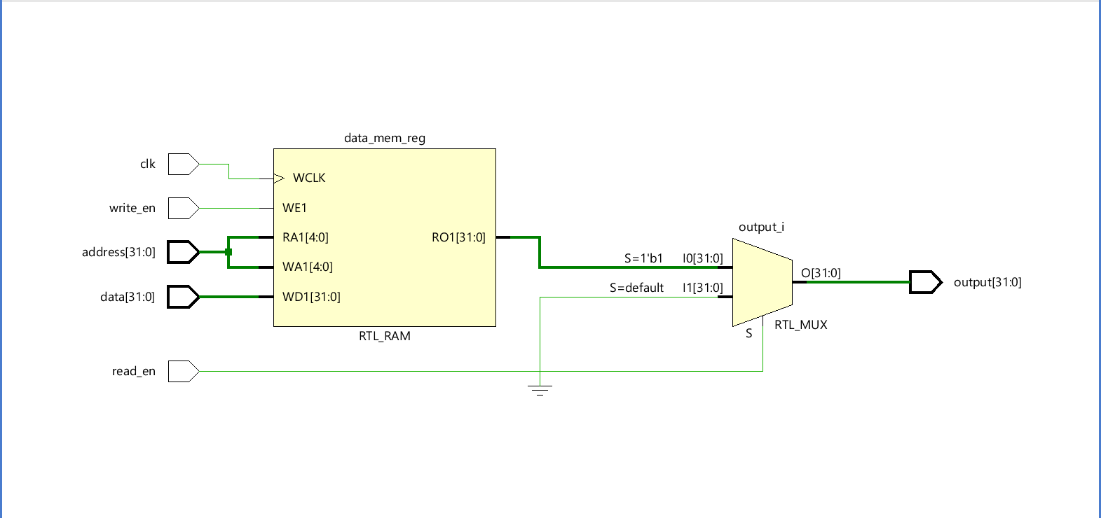 data_mem_reg
clk
WCLK
write_en
WE1
address[31:0]
RA1[4:0]
RO1[31:0]
WA1[4:0]
data[31:0]
WD1[31:0]
RTL_RAM
read_en
output_i
S=1'b1
I0[31:0]
S=default
I1[31:0]
O[31:0]
output[31:0]
S
RTL_MUX